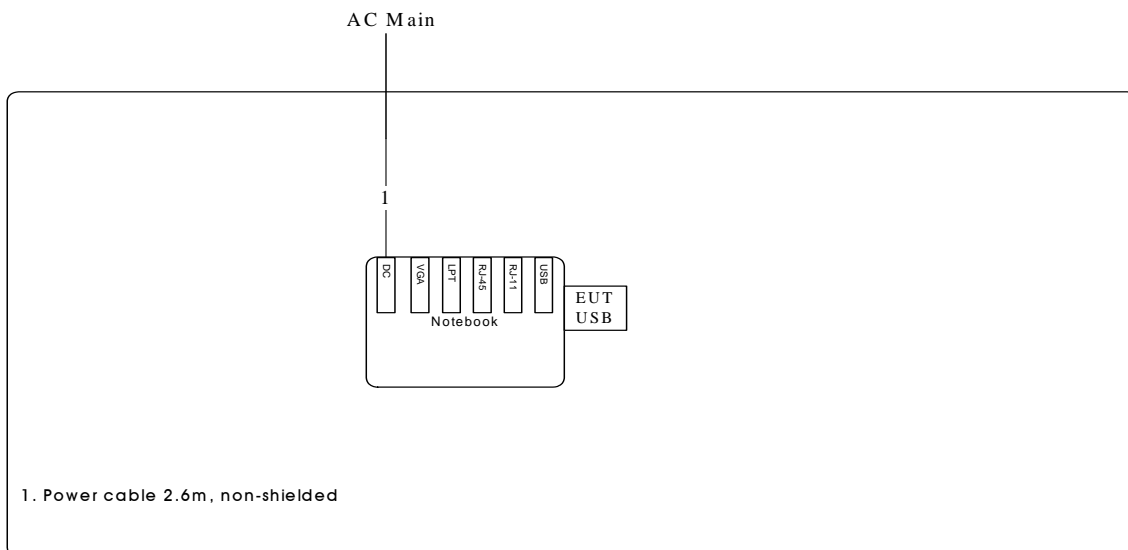 AC Main
1
DC
VGA
LPT
RJ-45
RJ-11
USB
EUT
USB
Notebook
1. Power cable 2.6m, non-shielded